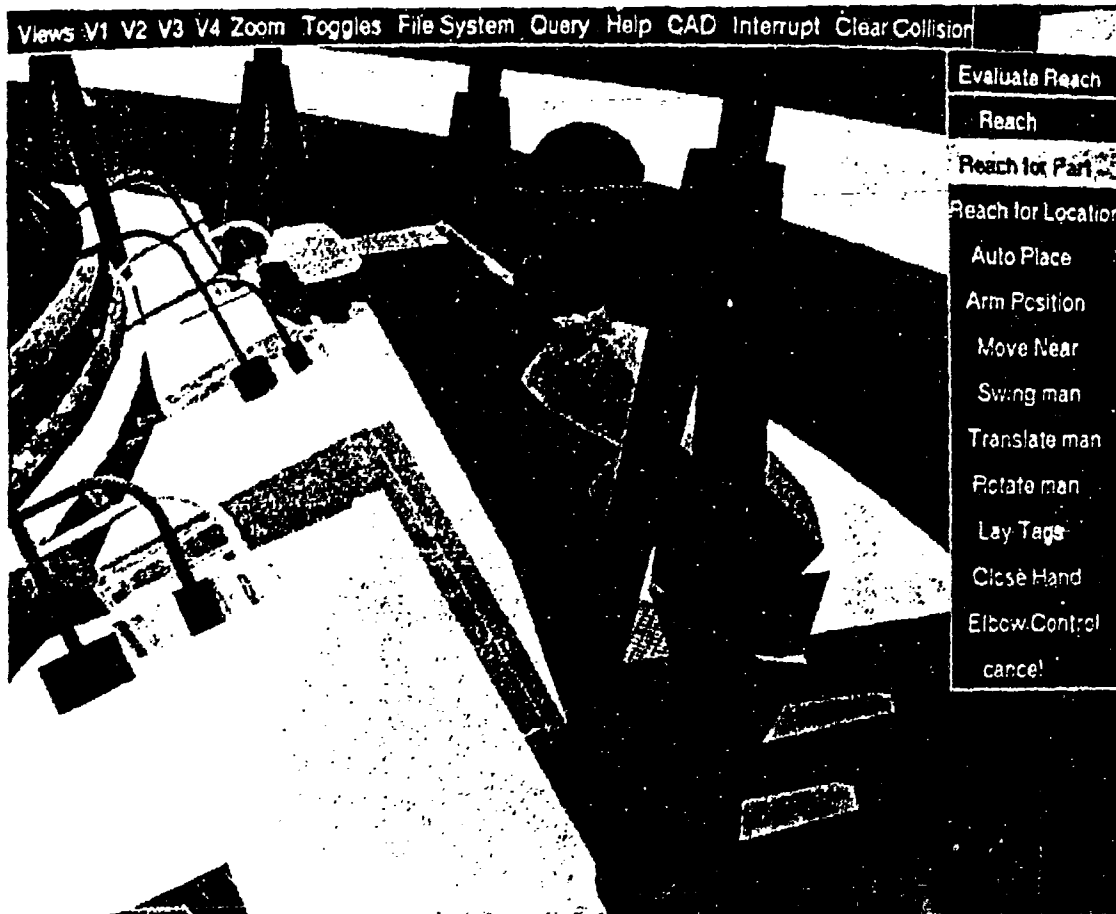 Views V1 V2 V3 V4 Zoom Toggles File System Query Help CAD Interrupt Clear Collision
Evaluate Reach
Reach
Reach for Part
Reach for Location
Auto Place
Arm Position
Move Near
Swing man
Translate man
Rotate man
Lay Tags
Close Hand
Elbow Control
cancel